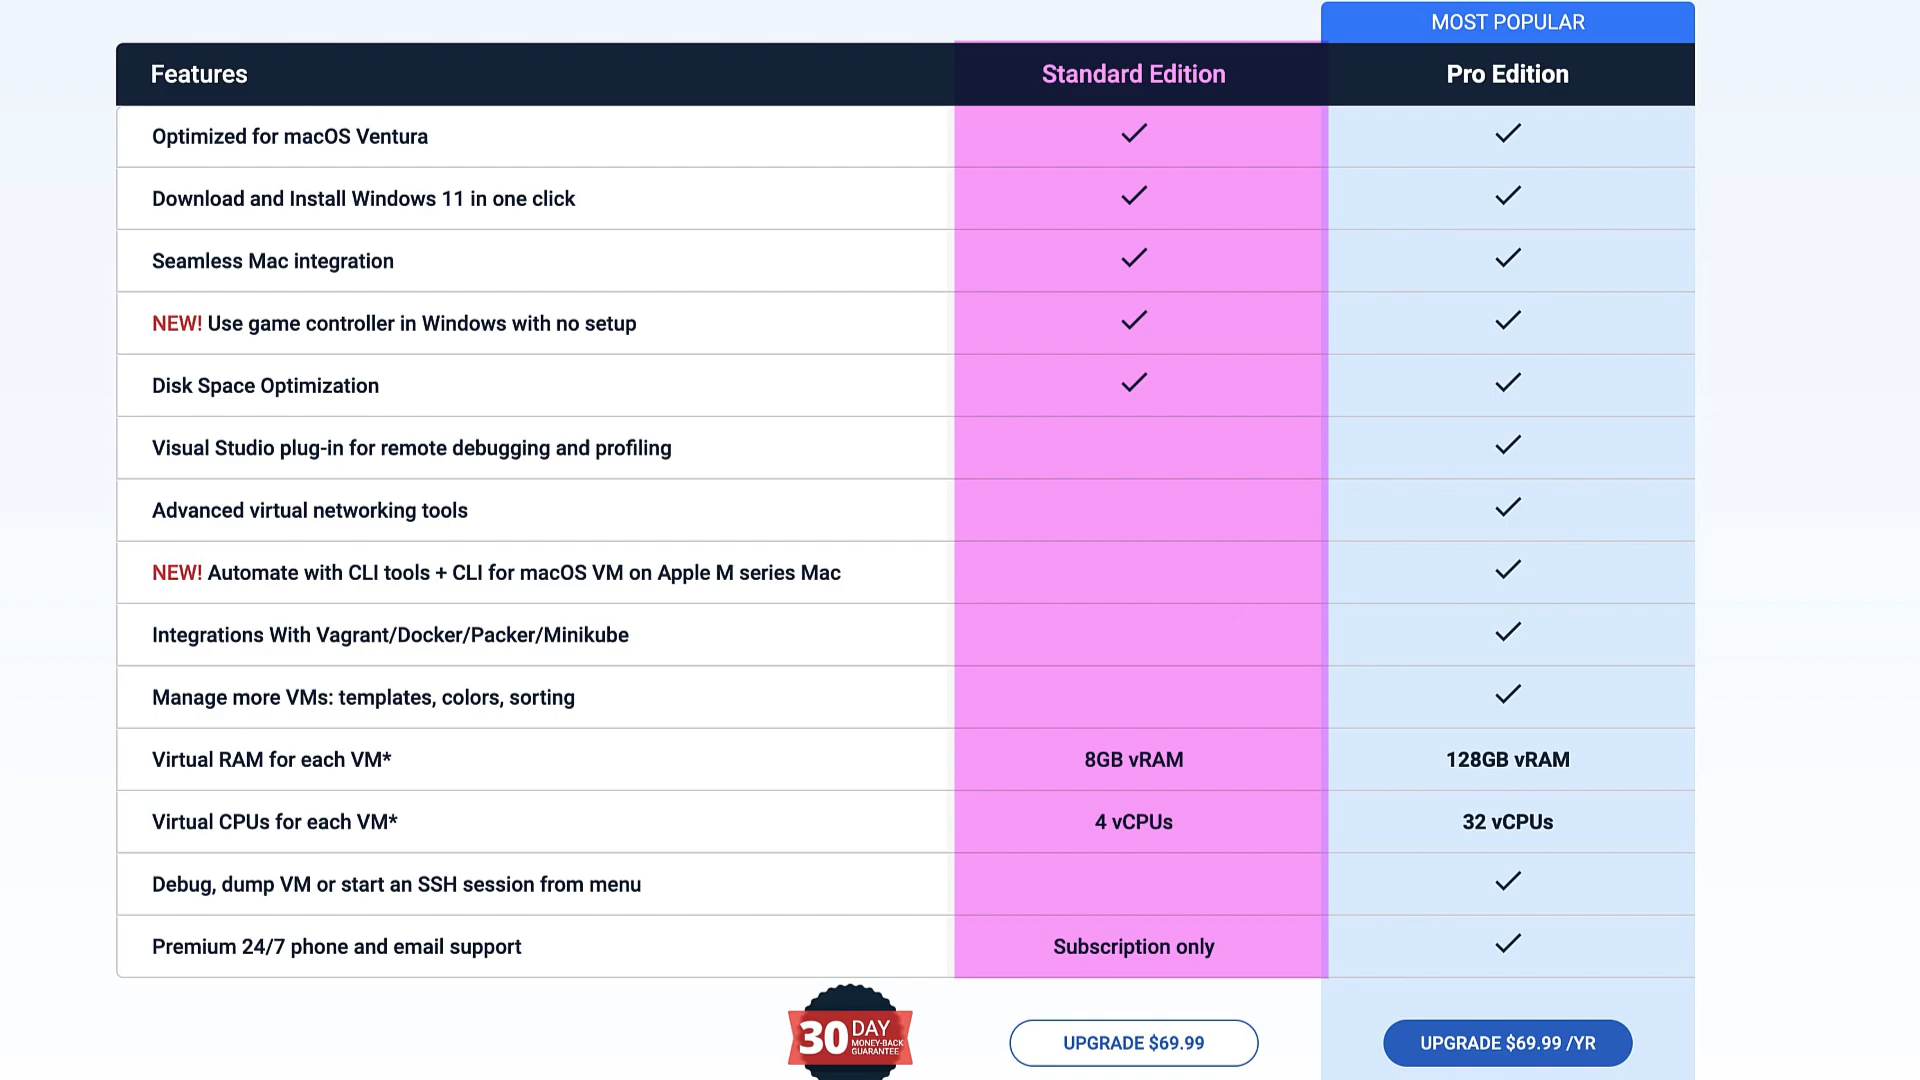 MOST POPULAR
Features Standard Edition Pro Edition
Optimized for macOS Ventura
Download and Install Windows 11 in one click
Seamless Mac integration
NEW! Use game controller in Windows with no setup
Disk Space Optimization
Visual Studio plug-in for remote debugging and profiling
Advanced virtual networking tools
NEW! Automate with CLI tools + CLI for macOS VM on Apple M series Mac
Integrations With Vagrant/Docker/Packer/Minikube
Manage more VMs: templates, colors, sorting
Virtual RAM for each VM* 8GB vRAM 128GB vRAM
Virtual CPUs for each VM* 4 vCPUs 32 vCPUs
Debug, dump VM or start an SSH session from menu
Premium 24/7 phone and email support Subscription only
30 DAY
MONEY-BACK
GUARANTEE
UPGRADE $69.99 UPGRADE $69.99 /YR